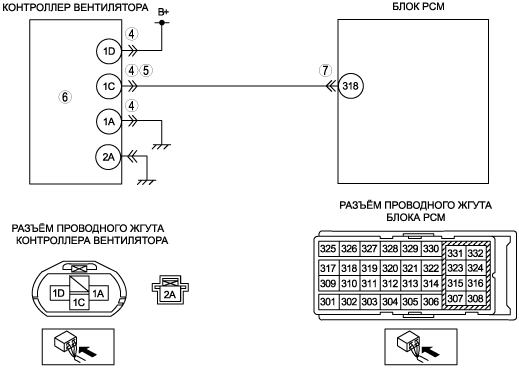 КОНТРОЛЛЕР ВЕНТИЛЯТОРА
БЛОК PCM
B+
4
1D
4 5
7
1C
318
6
4
1A
2A
РАЗЪЁМ ПРОВОДНОГО ЖГУТА
КОНТРОЛЛЕРА ВЕНТИЛЯТОРА
РАЗЪЁМ ПРОВОДНОГО ЖГУТА
БЛОКА PCM
1D 1A
1C
2A
325 326 327 328 329 330 331 332
317 318 319 320 321 322 323 324
309 310 311 312 313 314 315 316
301 302 303 304 305 306 307 308